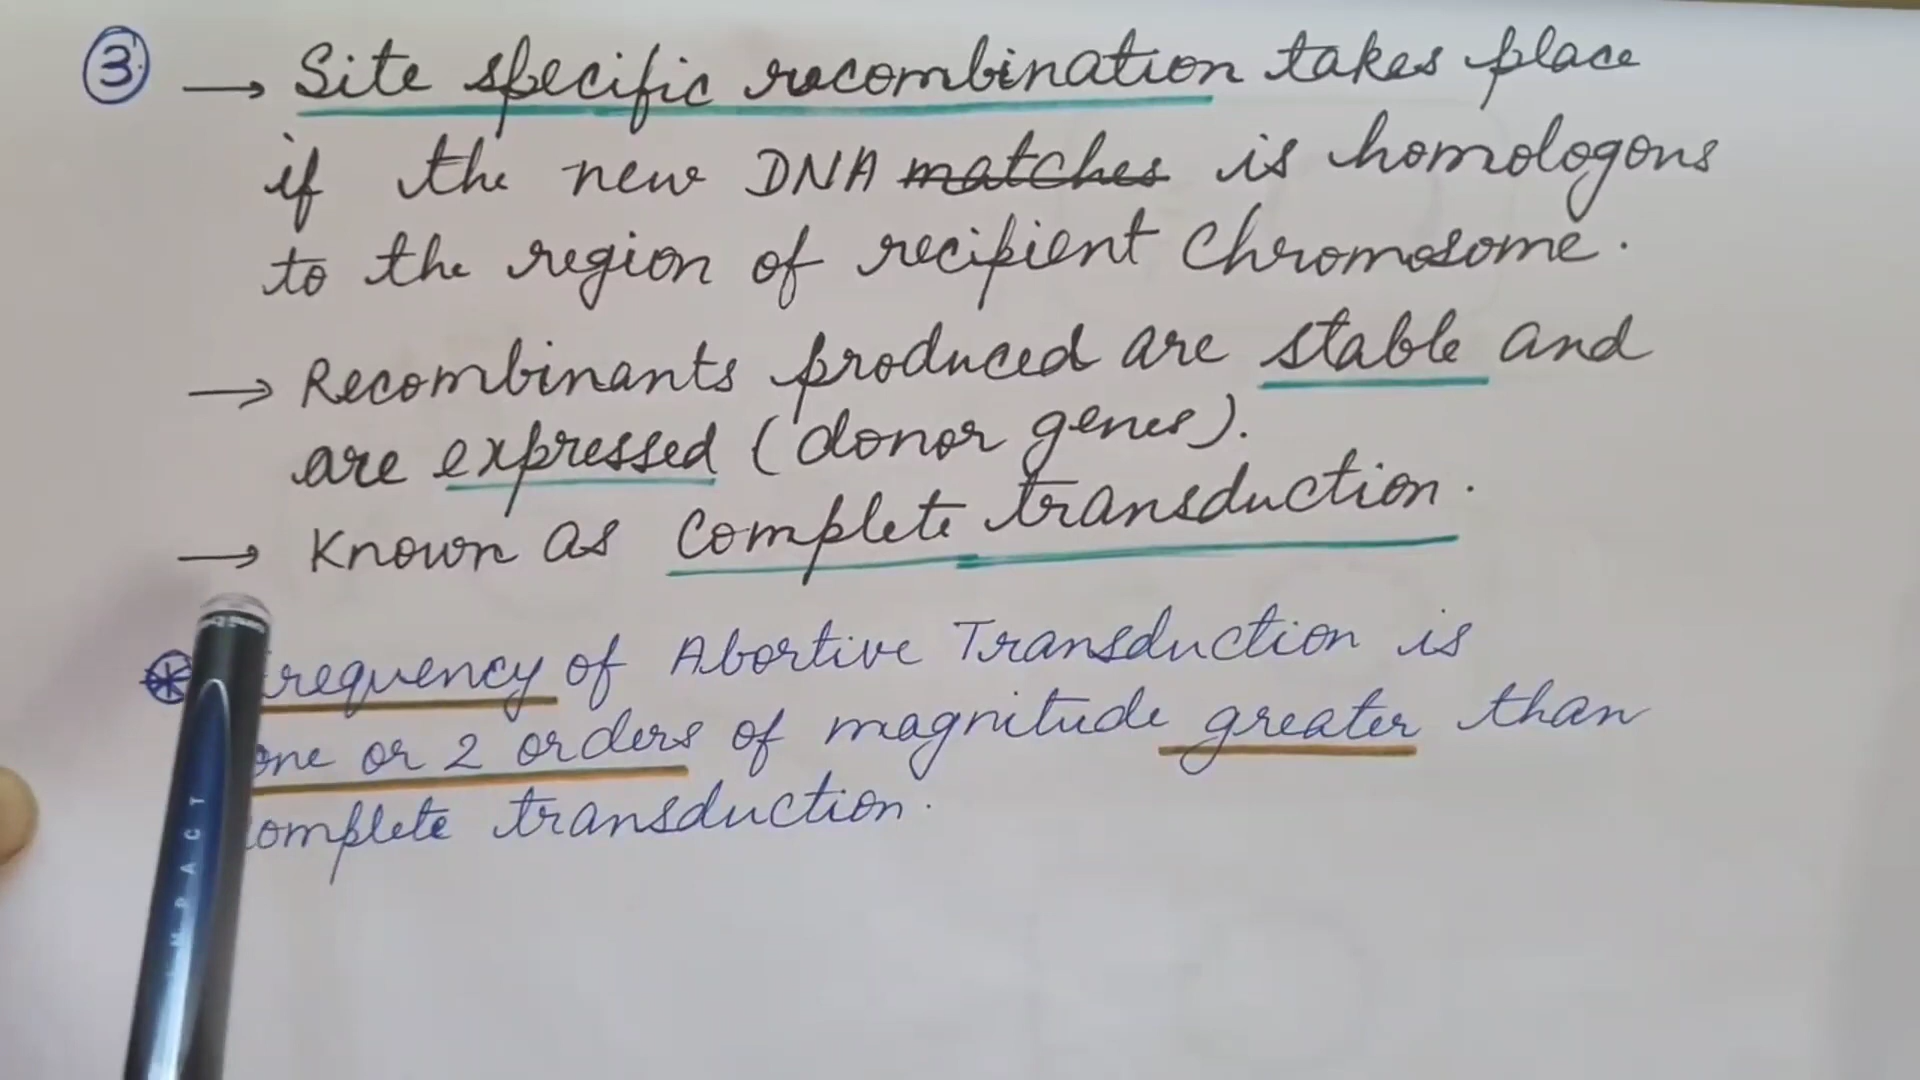 ③ → Site specific recombination takes place
if the new DNA matches is homologous
to the region of recipient Chromosome.
→ Recombinants produced are stable and
are expressed (donor genes).
→ Known as Complete transduction.
requency of Abortive Transduction is
one or 2 orders of magnitude greater than
omplete transduction.
IMPACT